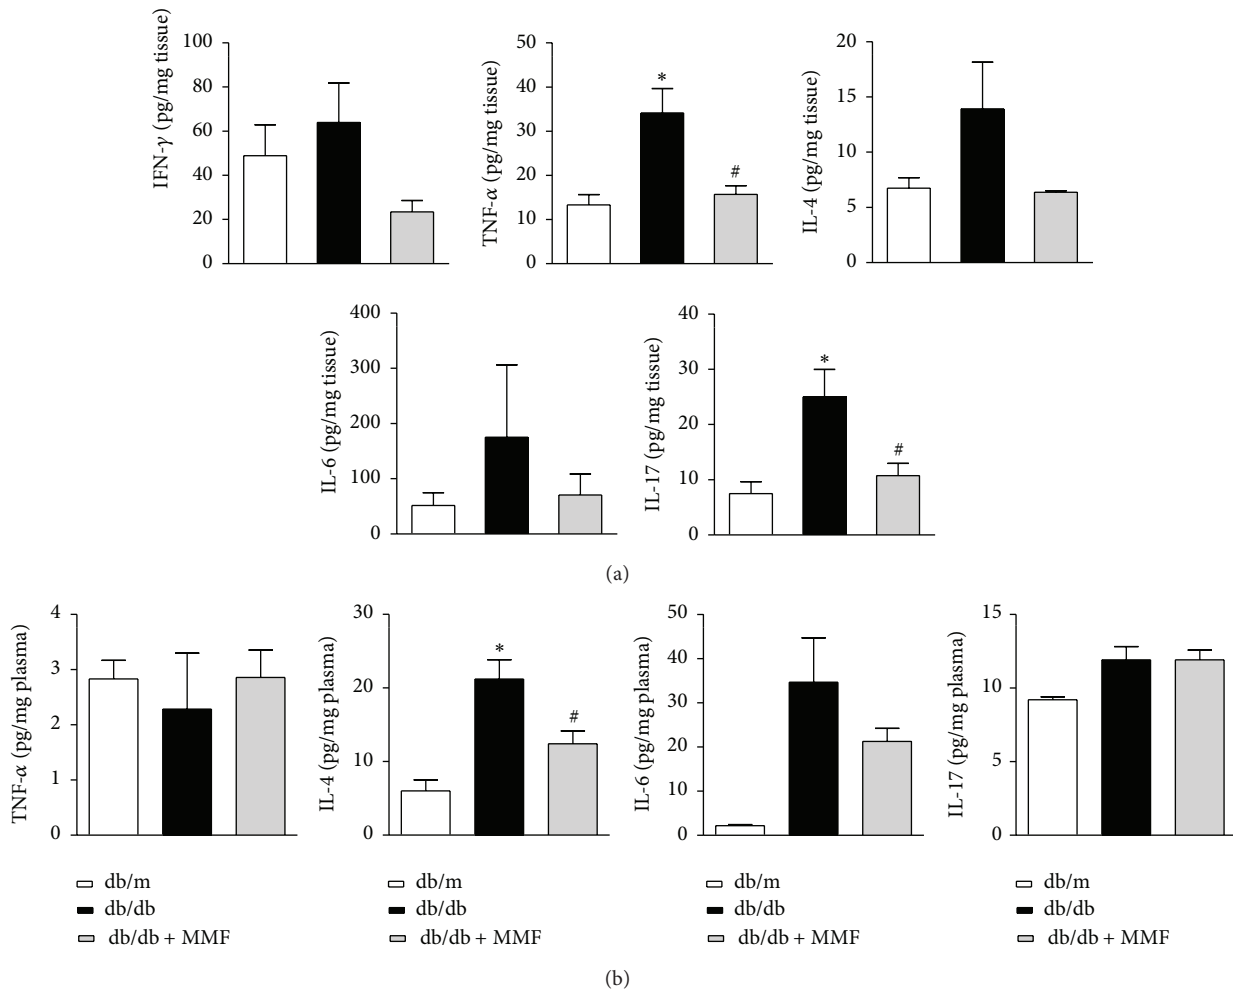 IFN-γ (pg/mg tissue)
100
80
60
40
20
0
TNF-α (pg/mg tissue)
50
40
30
20
10
0
*
#
IL-4 (pg/mg tissue)
20
15
10
5
0
IL-6 (pg/mg tissue)
400
300
200
100
0
IL-17 (pg/mg tissue)
40
30
20
10
0
*
#
(a)
TNF-α (pg/mg plasma)
4
3
2
1
0
IL-4 (pg/mg plasma)
30
20
10
0
*
#
IL-6 (pg/mg plasma)
50
40
30
20
10
0
IL-17 (pg/mg plasma)
15
10
5
0
db/m
db/db
db/db + MMF
db/m
db/db
db/db + MMF
db/m
db/db
db/db + MMF
db/m
db/db
db/db + MMF
(b)